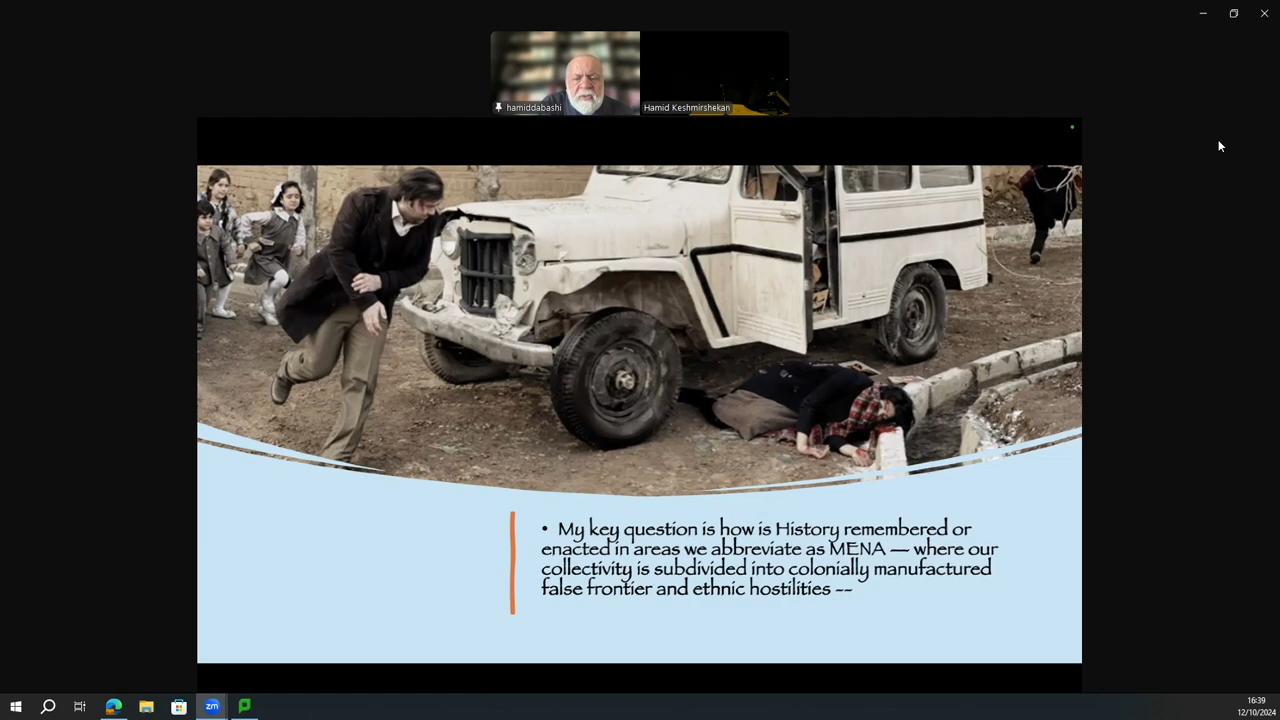 hamiddabashi
Hamid Keshmirshekan
• My key question is how is History remembered or
enacted in areas we abbreviate as MENA — where our
collectivity is subdivided into colonially manufactured
false frontier and ethnic hostilities --
zm
16:39
12/10/2024